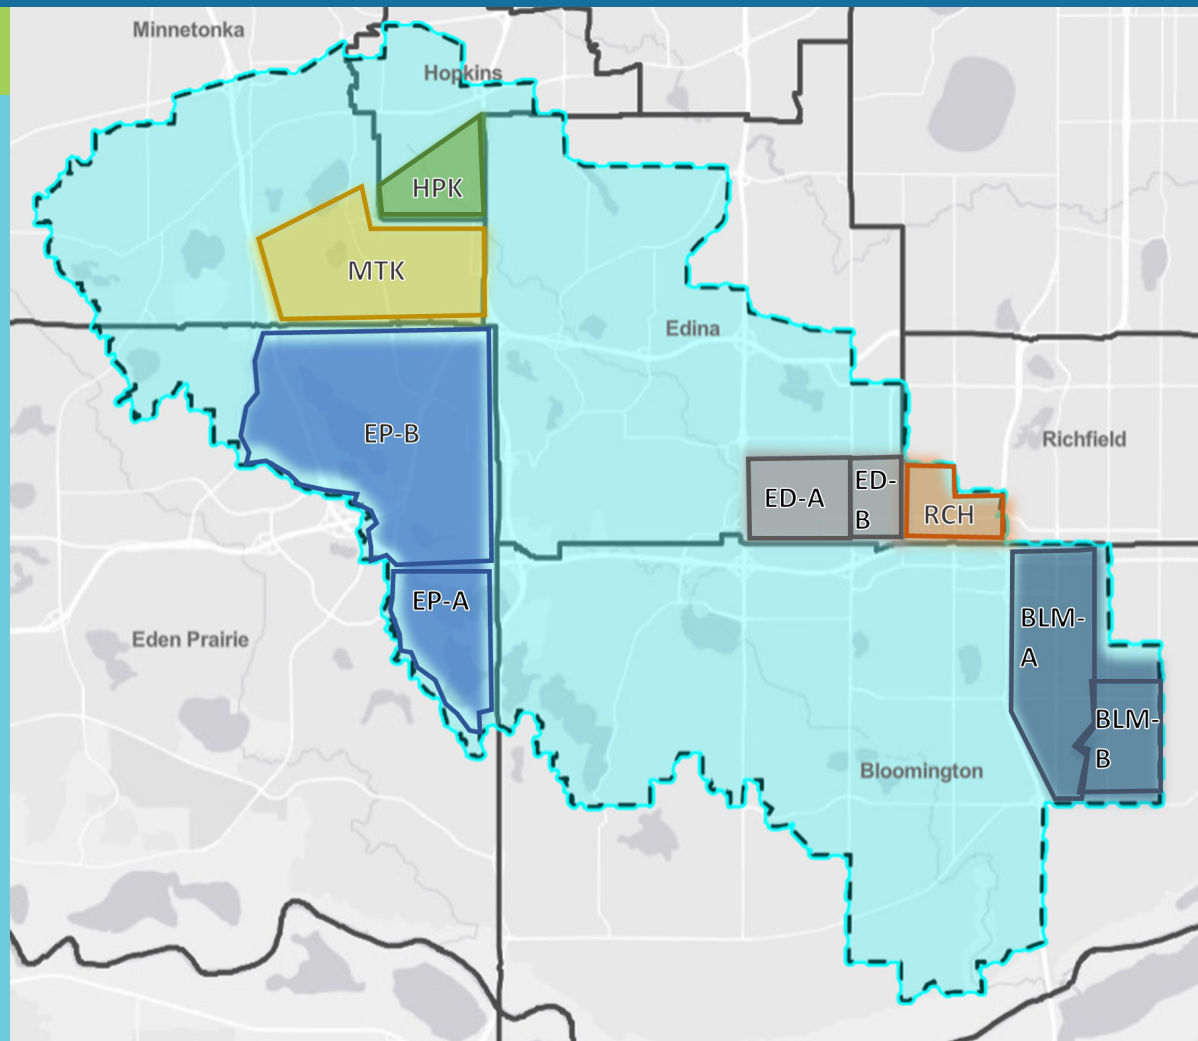 Minnetonka
Hopkins
HPK
MTK
Edina
EP-B
Richfield
ED-A
ED-
B
RCH
EP-A
Eden Prairie
BLM-
A
BLM-
B
Bloomington